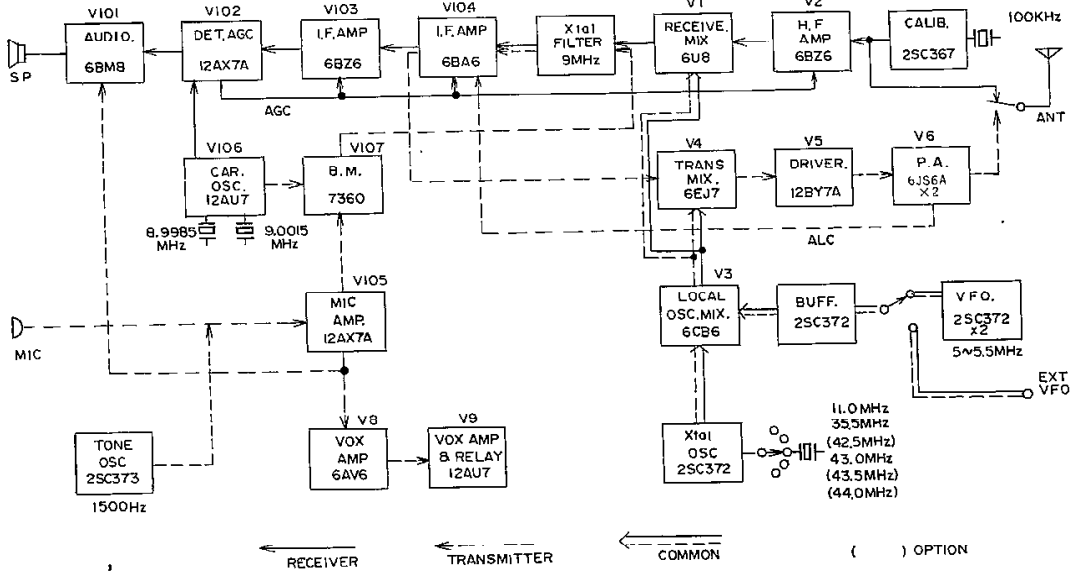 V101
V102
V103
V104
V1
V2
AUDIO.
6BM8
DET, AGC
12AX7A
I.F. AMP
6BZ6
I.F. AMP
6BA6
Xtal
FILTER
9MHz
RECEIVE.
MIX
6U8
H,F
AMP
6BZ6
CALIB.
2SC367
100KHz
SP
AGC
ANT
V106
V107
V4
V5
V6
CAR.
OSC.
12AU7
B.M.
7360
TRANS
MIX.
6EJ7
DRIVER.
12BY7A
P.A.
6JS6A
X2
8.9985
MHz
9.0015
MHz
ALC
V105
V3
MIC
AMP.
12AX7A
LOCAL
OSC, MIX.
6CB6
BUFF.
2SC372
VFO.
2SC372
x2
5~5.5MHz
MIC
EXT
VFO
V8
V9
TONE
OSC
2SC373
1500Hz
VOX
AMP
6AV6
VOX AMP
& RELAY
12AU7
Xtal
OSC
2SC372
11.0MHz
35,5MHz
(42,5MHz)
43.0MHz
(43.5MHz)
(44,0MHz)
RECEIVER
TRANSMITTER
COMMON
( ) OPTION